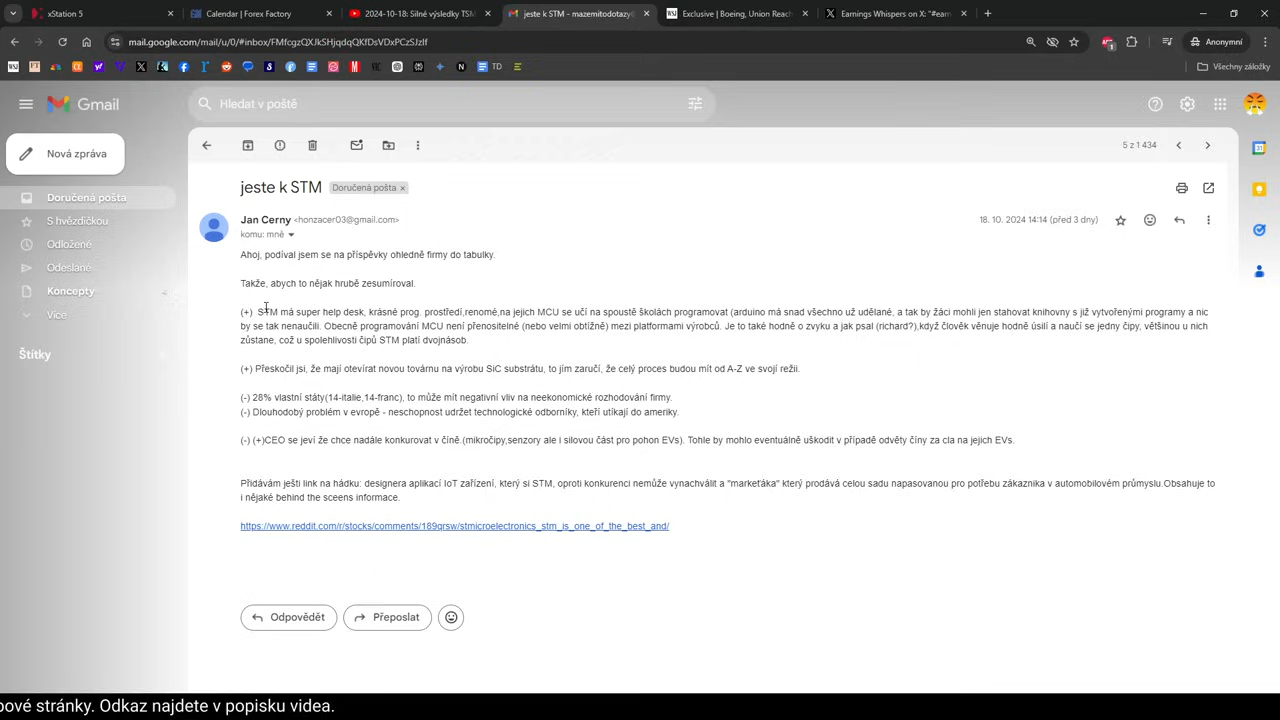 xStation 5
Calendar | Forex Factory
2024-10-18: Silné výsledky TSM
jeste k STM - mazemitodotazy@
Exclusive | Boeing, Union Reach
Earnings Whispers on X: "#earn
mail.google.com/mail/u/0/#inbox/FMfcgzQXJkSHjqdqQKfDsVDxPCzSJzlf
Anonymní
TD
Všechny záložky
Gmail
Hledat v poště
Nová zpráva
5 z 1 434
Doručená pošta
S hvězdičkou
Odložené
Odeslané
Koncepty
Více
Štítky
jeste k STM
Doručená pošta ×
Jan Cerny <honzacer03@gmail.com>
18. 10. 2024 14:14 (před 3 dny)
komu: mně
Ahoj, podíval jsem se na příspěvky ohledně firmy do tabulky.
Takže, abych to nějak hrubě zesumíroval.
(+) STM má super help desk, krásné prog. prostředí,renomé,na jejich MCU se učí na spoustě školách programovat (arduino má snad všechno už udělané, a tak by žáci mohli jen stahovat knihovny s již vytvořenými programy a nic
by se tak nenaučili. Obecně programování MCU není přenositelné (nebo velmi obtížně) mezi platformami výrobců. Je to také hodně o zvyku a jak psal (richard?),když člověk věnuje hodně úsilí a naučí se jedny čipy, většinou u nich
zůstane, což u spolehlivosti čipů STM platí dvojnásob.
(+) Přeskočil jsi, že mají otevírat novou továrnu na výrobu SiC substrátu, to jím zaručí, že celý proces budou mít od A-Z ve svojí režii.
(-) 28% vlastní státy(14-italie,14-franc), to může mít negativní vliv na neekonomické rozhodování firmy.
(-) Dlouhodobý problém v evropě - neschopnost udržet technologické odborníky, kteří utíkají do ameriky.
(-) (+)CEO se jeví že chce nadále konkurovat v číně.(mikročipy,senzory ale i silovou část pro pohon EVs). Tohle by mohlo eventuálně uškodit v případě odvěty číny za cla na jejich EVs.
Přidávám ješti link na hádku: designera aplikací IoT zařízení, který si STM, oproti konkurenci nemůže vynachválit a "marketáka" který prodává celou sadu napasovanou pro potřebu zákazníka v automobilovém průmyslu.Obsahuje to
i nějaké behind the sceens informace.
https://www.reddit.com/r/stocks/comments/189qrsw/stmicroelectronics_stm_is_one_of_the_best_and/
Odpovědět
Přeposlat
pové stránky. Odkaz najdete v popisku videa.